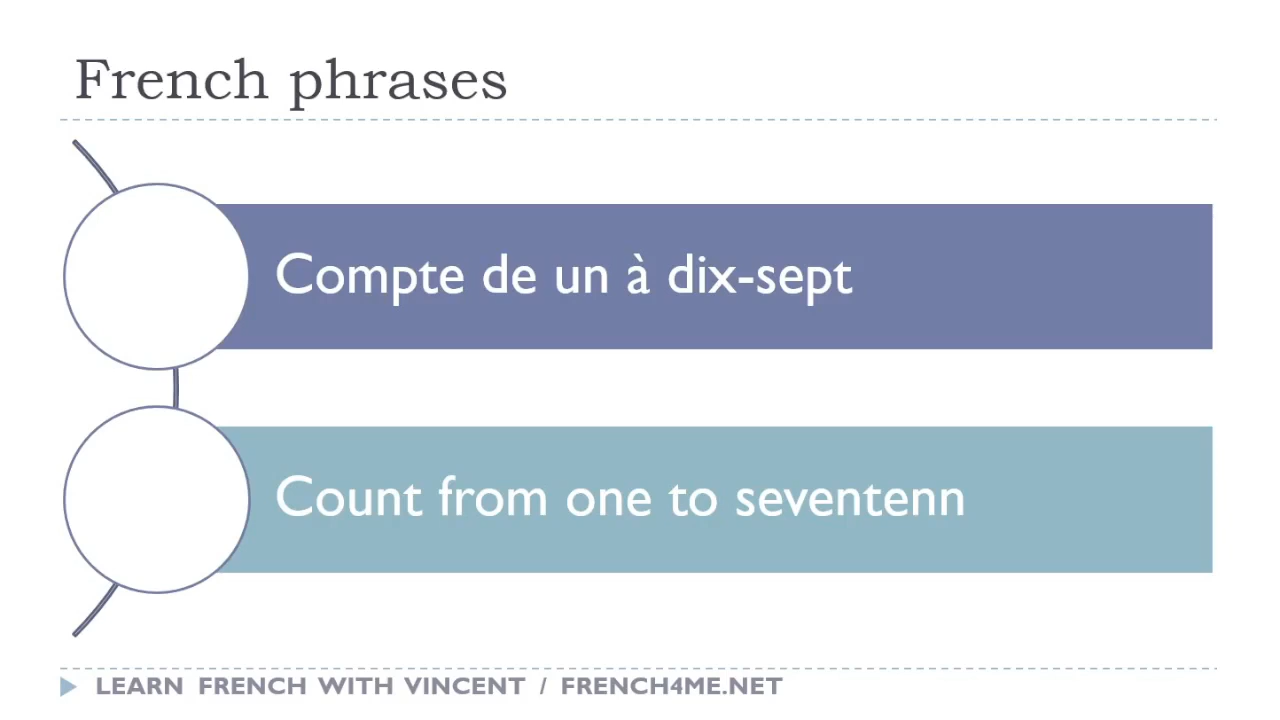 French phrases
Compte de un à dix-sept
Count from one to seventenn
LEARN FRENCH WITH VINCENT / FRENCH4ME.NET